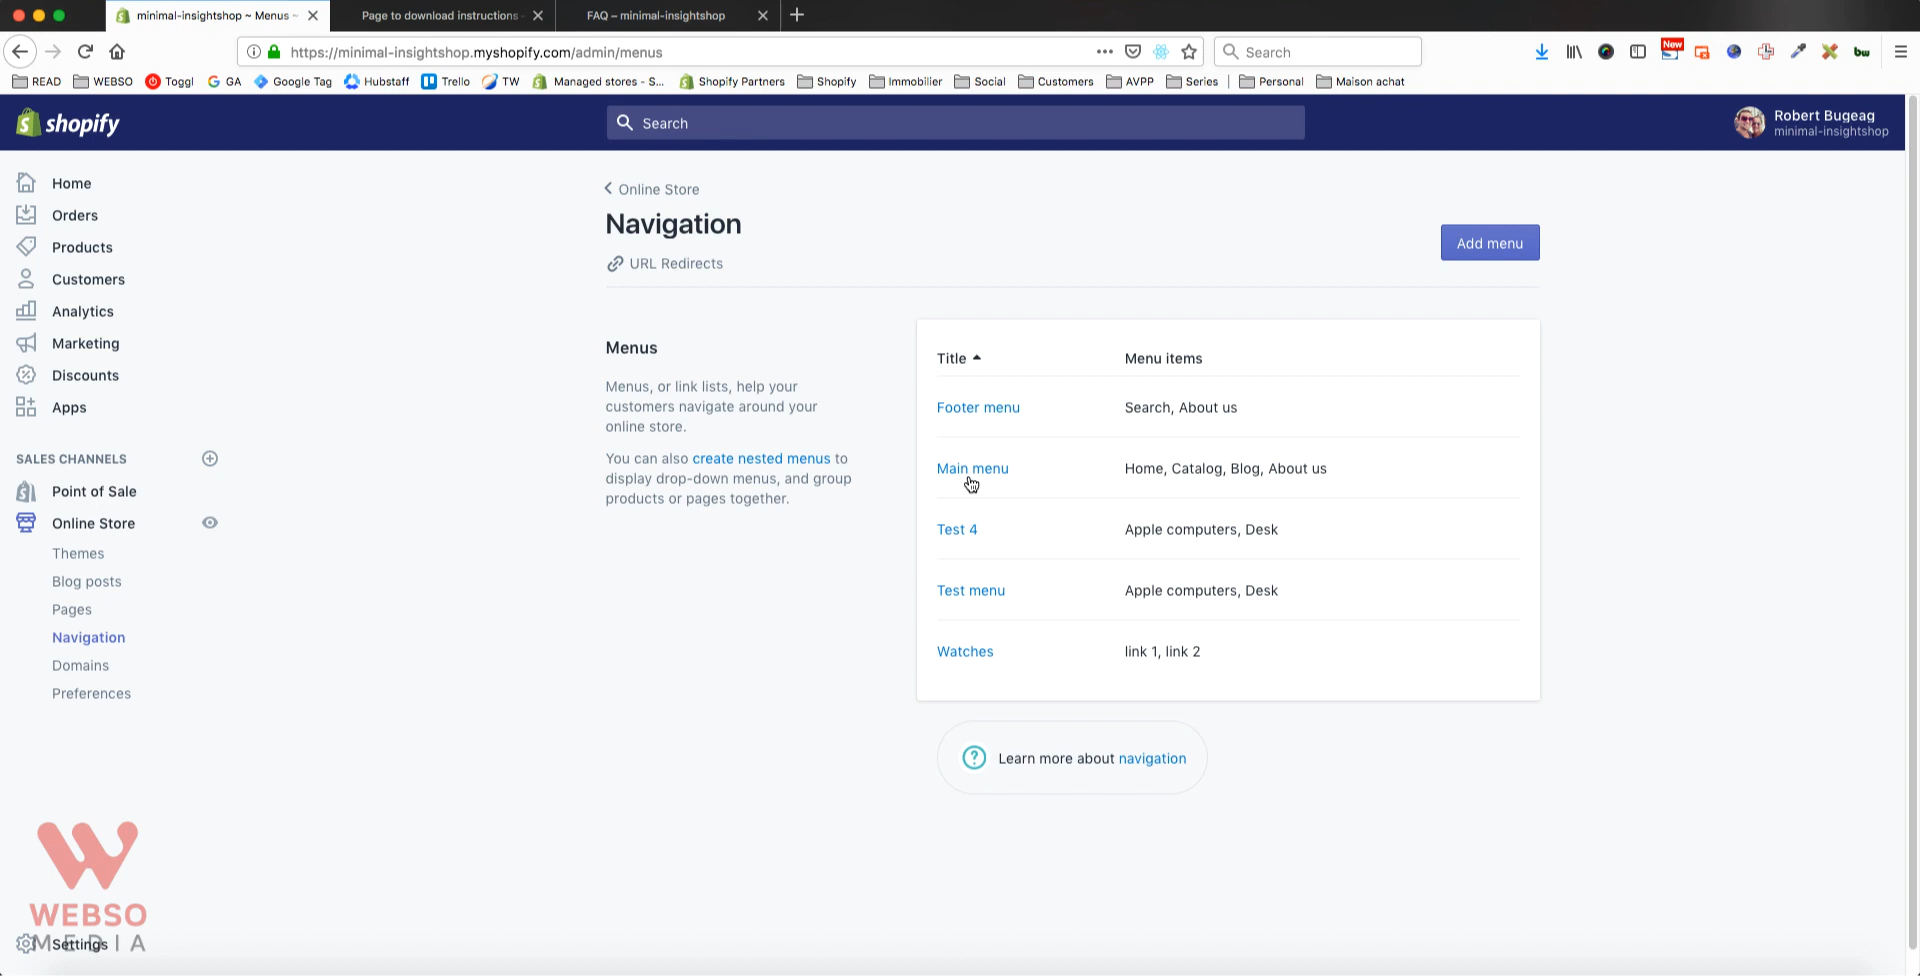 minimal-insightshop ~ Menus ~
Page to download instructions
FAQ – minimal-insightshop
https://minimal-insightshop.myshopify.com/admin/menus
Search
New
bw
READ
WEBSO
Toggl
GA
Google Tag
Hubstaff
Trello
TW
Managed stores - S...
Shopify Partners
Shopify
Immobilier
Social
Customers
AVPP
Series
Personal
Maison achat
shopify
Search
Robert Bugeag
minimal-insightshop
Home
Orders
Products
Customers
Analytics
Marketing
Discounts
Apps
SALES CHANNELS
Point of Sale
Online Store
Themes
Blog posts
Pages
Navigation
Domains
Preferences
Settings
Online Store
Navigation
URL Redirects
Add menu
Menus
Menus, or link lists, help your
customers navigate around your
online store.
You can also create nested menus to
display drop-down menus, and group
products or pages together.
Title Menu items
Footer menu Search, About us
Main menu Home, Catalog, Blog, About us
Test 4 Apple computers, Desk
Test menu Apple computers, Desk
Watches link 1, link 2
Learn more about navigation
WEBSO
MEDIA